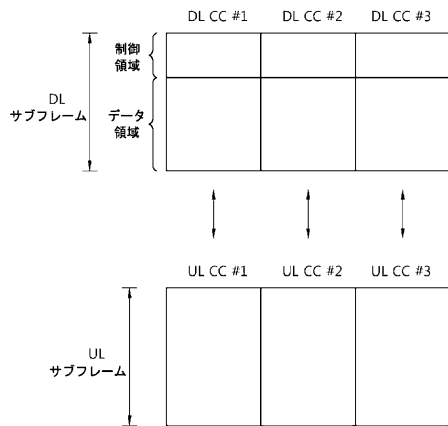 DL CC #1 DL CC #2 DL CC #3
制御
領域
DL
サブフレーム
データ
領域
UL CC #1 UL CC #2 UL CC #3
UL
サブフレーム